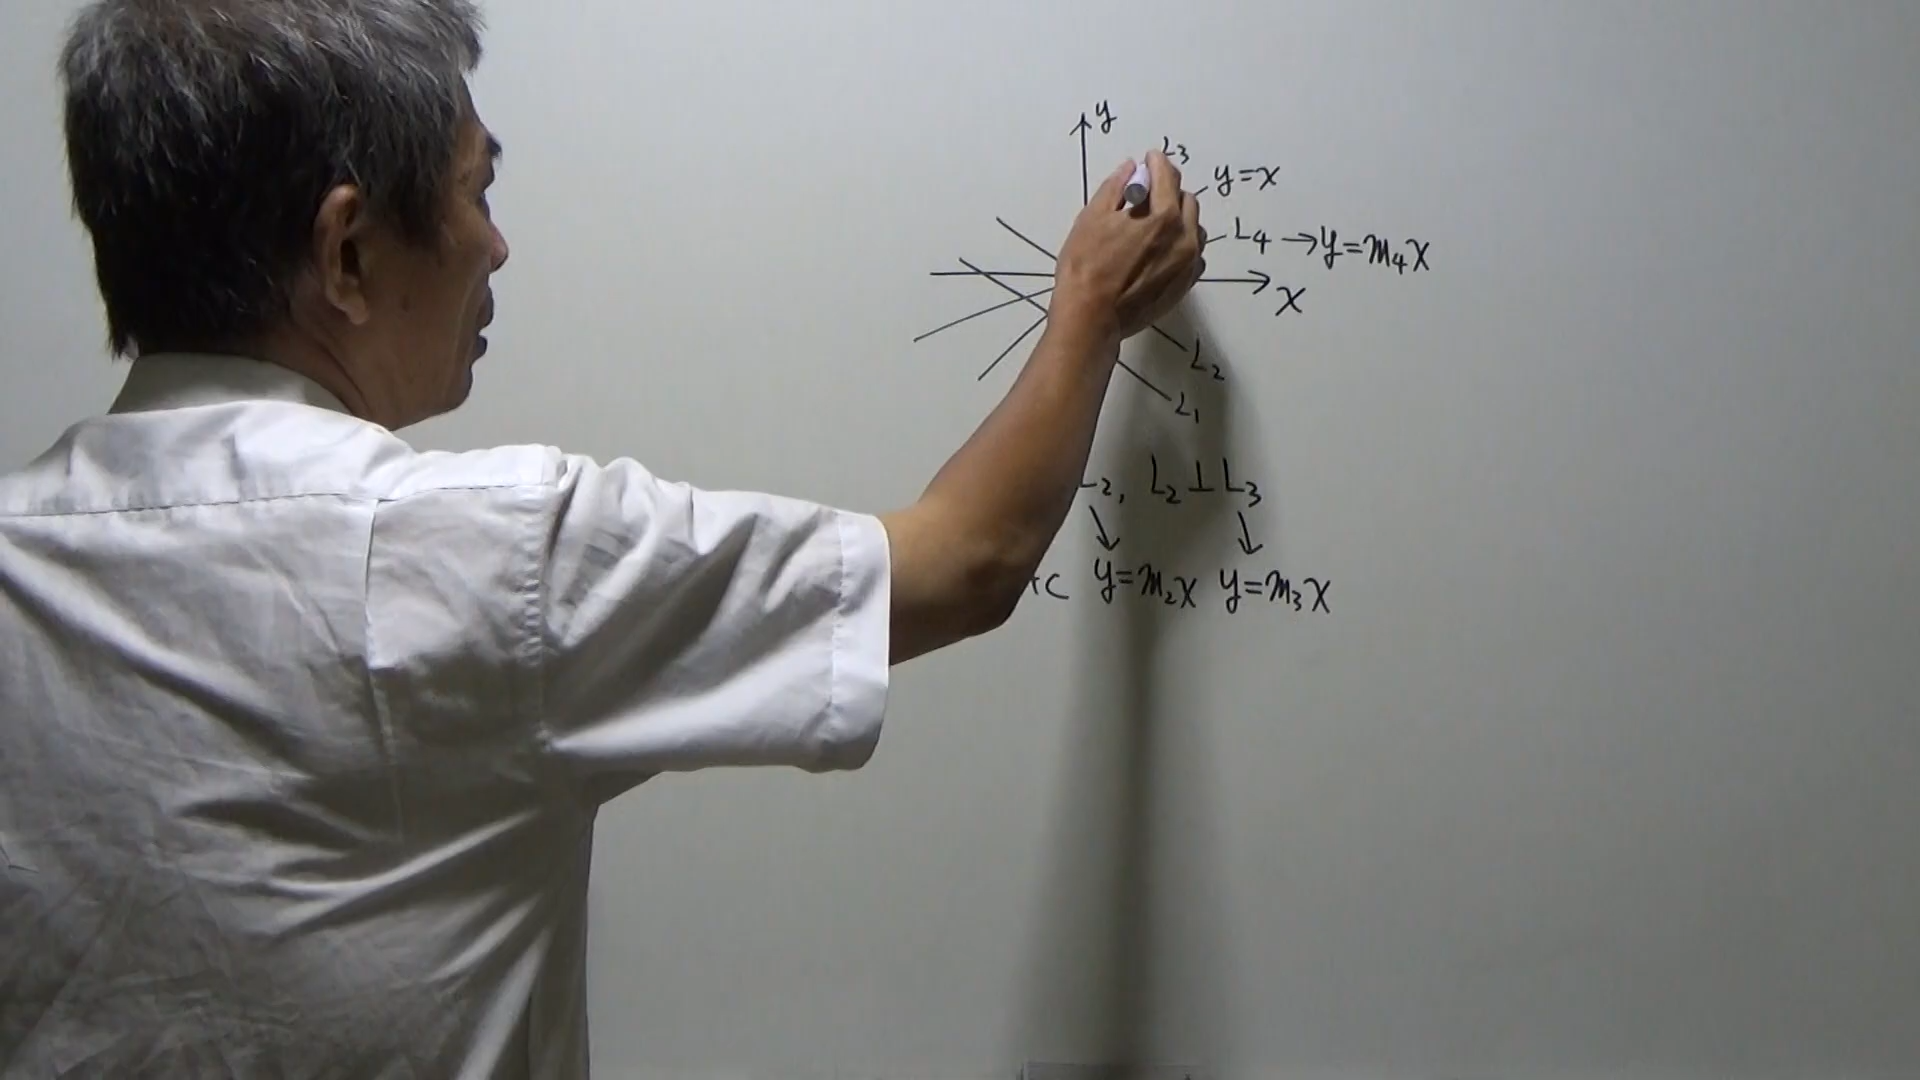 y
L₃
y=x
L₄ → y=m₄x
x
L₂
L₁
L₂, L₂ ⊥ L₃
↓ ↓
+c y=m₂x y=m₃x